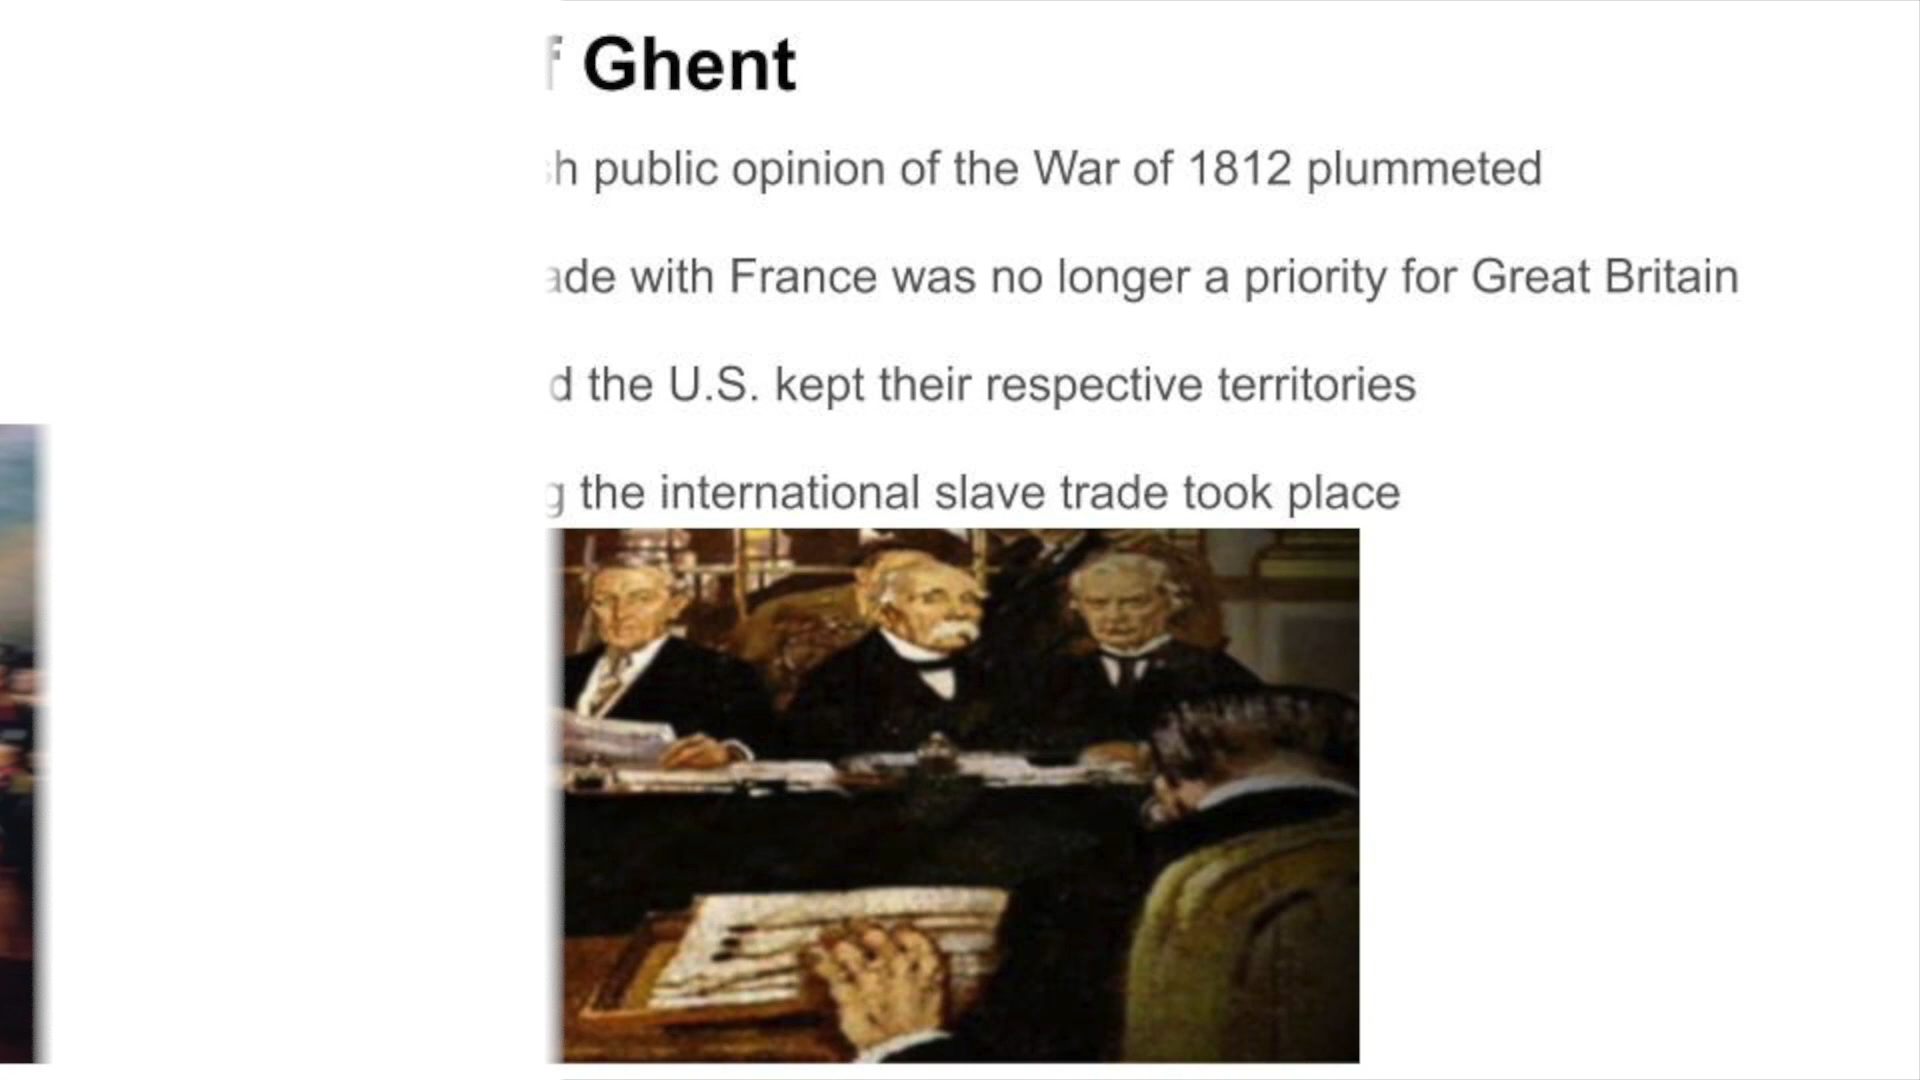 Ghent
public opinion of the War of 1812 plummeted
with France was no longer a priority for Great Britain
the U.S. kept their respective territories
the international slave trade took place